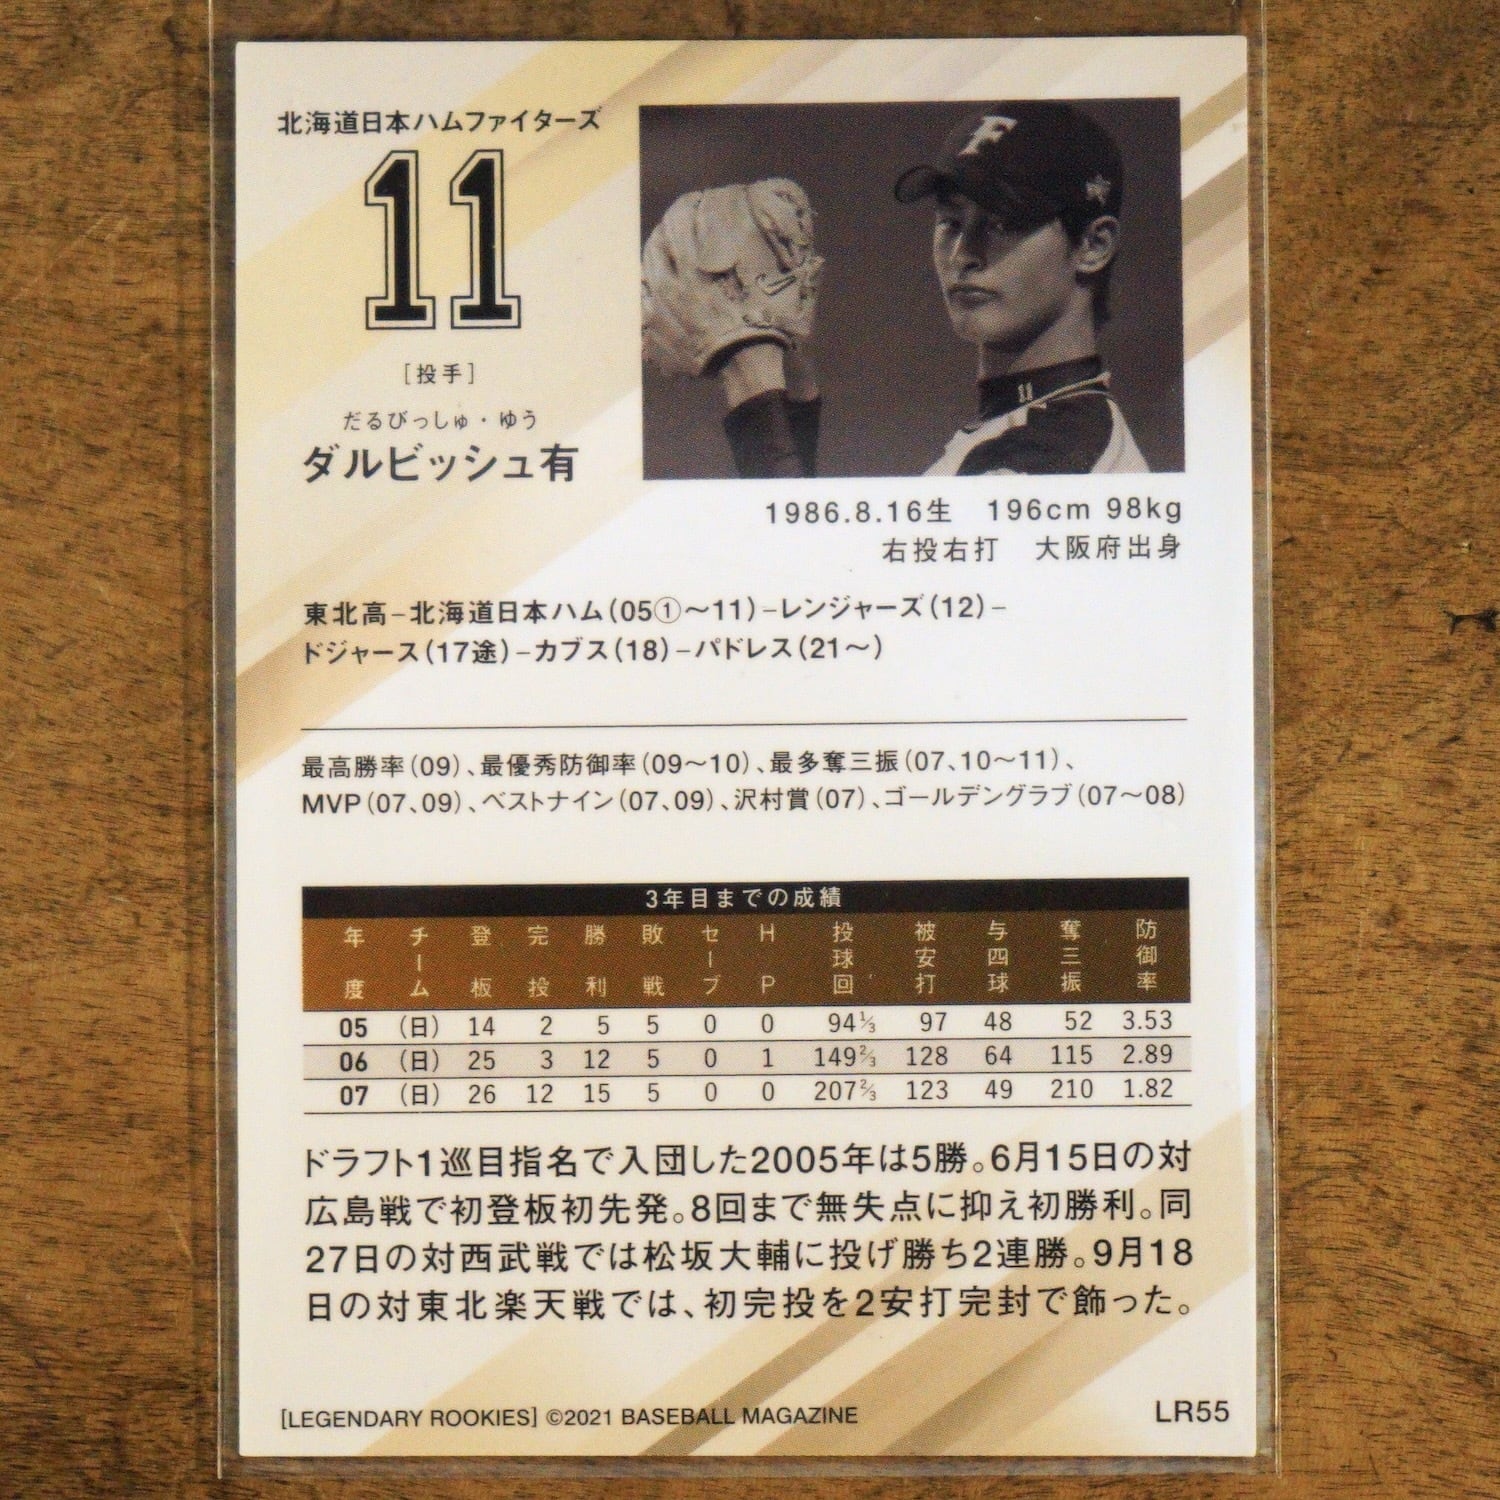 北海道日本ハムファイターズ
11
[投手]
だるびっしゅ・ゆう
ダルビッシュ有
F
11
1986.8.16生 196cm 98kg
右投右打 大阪府出身
東北高−北海道日本ハム(05①〜11)−レンジャーズ(12)−
ドジャース(17途)−カブス(18)−パドレス(21〜)
最高勝率(09)、最優秀防御率(09〜10)、最多奪三振(07、10〜11)、
MVP(07、09)、ベストナイン(07、09)、沢村賞(07)、ゴールデングラブ(07〜08)
3年目までの成績
年度 チーム 登板 完投 勝利 敗戦 セーブ HP 投球回 被安打 与四球 奪三振 防御率
05 (日) 14 2 5 5 0 0 94⅓ 97 48 52 3.53
06 (日) 25 3 12 5 0 1 149⅔ 128 64 115 2.89
07 (日) 26 12 15 5 0 0 207⅔ 123 49 210 1.82
ドラフト1巡目指名で入団した2005年は5勝。6月15日の対
広島戦で初登板初先発。8回まで無失点に抑え初勝利。同
27日の対西武戦では松坂大輔に投げ勝ち2連勝。9月18
日の対東北楽天戦では、初完投を2安打完封で飾った。
[LEGENDARY ROOKIES] ©2021 BASEBALL MAGAZINE
LR55